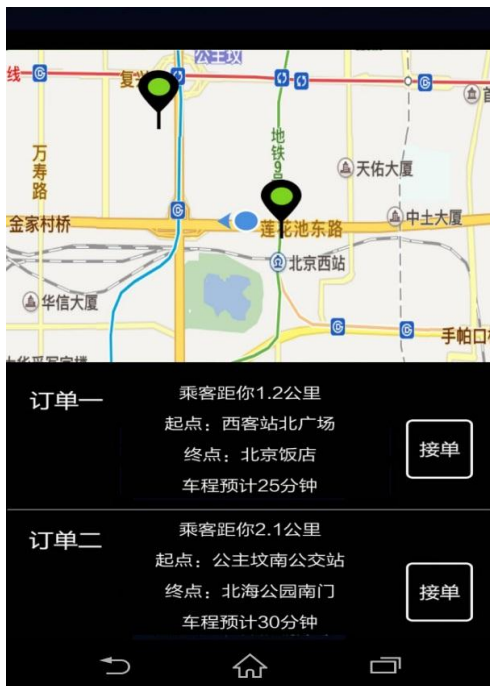 公主坟
线
复兴
地铁9号
万寿路
天佑大厦
金家村桥
中土大厦
莲花池东路
北京西站
华信大厦
手帕口
订单一
乘客距你1.2公里
起点：西客站北广场
终点：北京饭店
车程预计25分钟
接单
订单二
乘客距你2.1公里
起点：公主坟南公交站
终点：北海公园南门
车程预计30分钟
接单